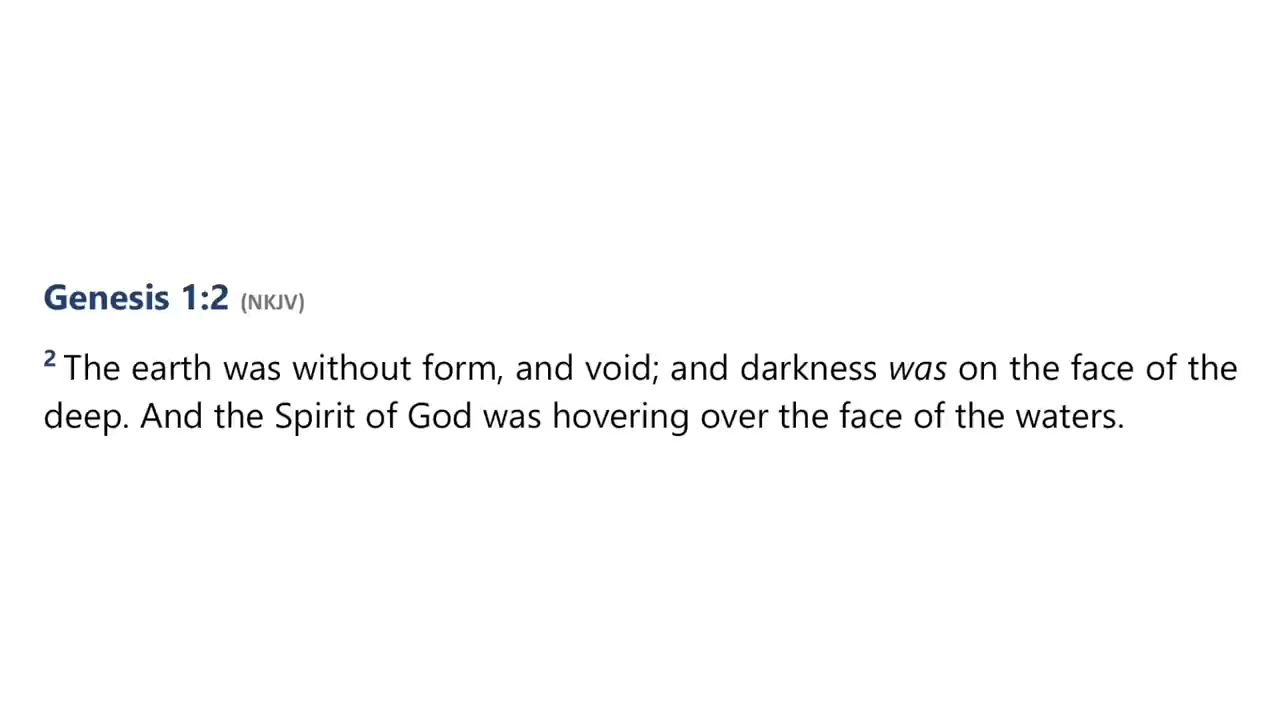 Genesis 1:2 (NKJV)
2 The earth was without form, and void; and darkness was on the face of the
deep. And the Spirit of God was hovering over the face of the waters.